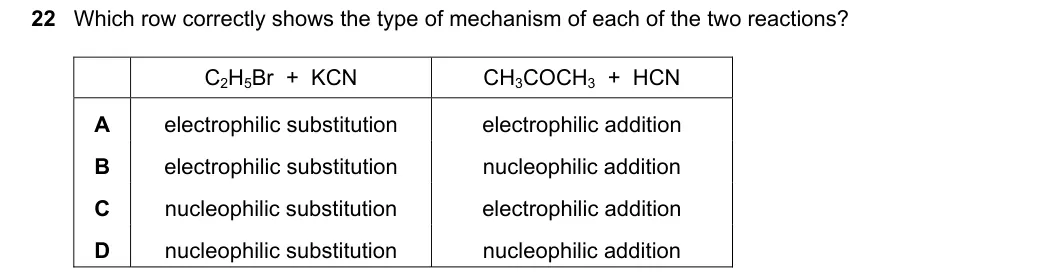 22 Which row correctly shows the type of mechanism of each of the two reactions?
C₂H₅Br + KCN CH₃COCH₃ + HCN
A electrophilic substitution electrophilic addition
B electrophilic substitution nucleophilic addition
C nucleophilic substitution electrophilic addition
D nucleophilic substitution nucleophilic addition